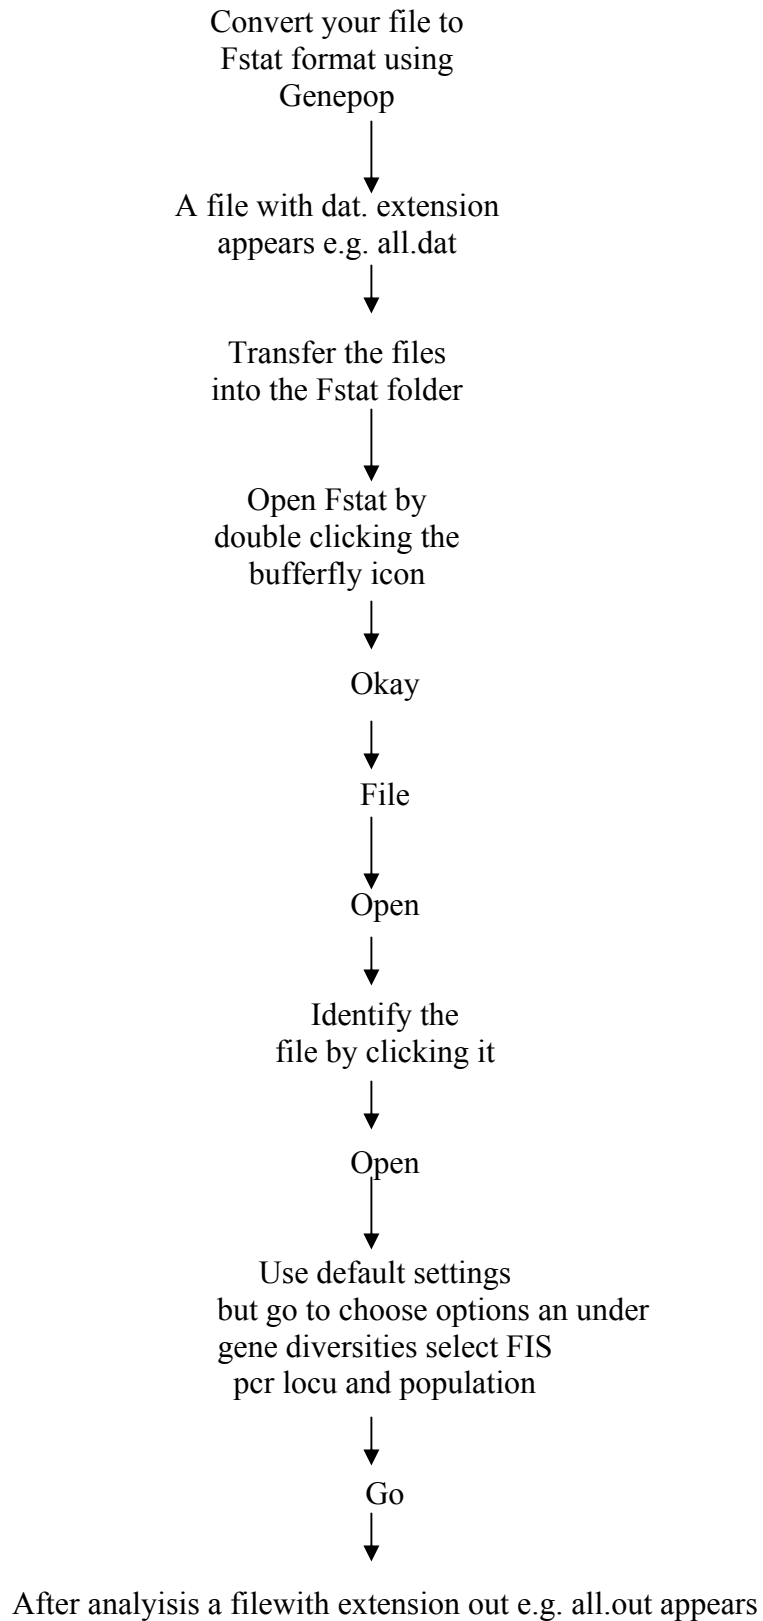 Convert your file to
Fstat format using
Genepop
A file with dat. extension
appears e.g. all.dat
Transfer the files
into the Fstat folder
Open Fstat by
double clicking the
bufferfly icon
Okay
File
Open
Identify the
file by clicking it
Open
Use default settings
but go to choose options an under
gene diversities select FIS
pcr locu and population
Go
After analyisis a filewith extension out e.g. all.out appears